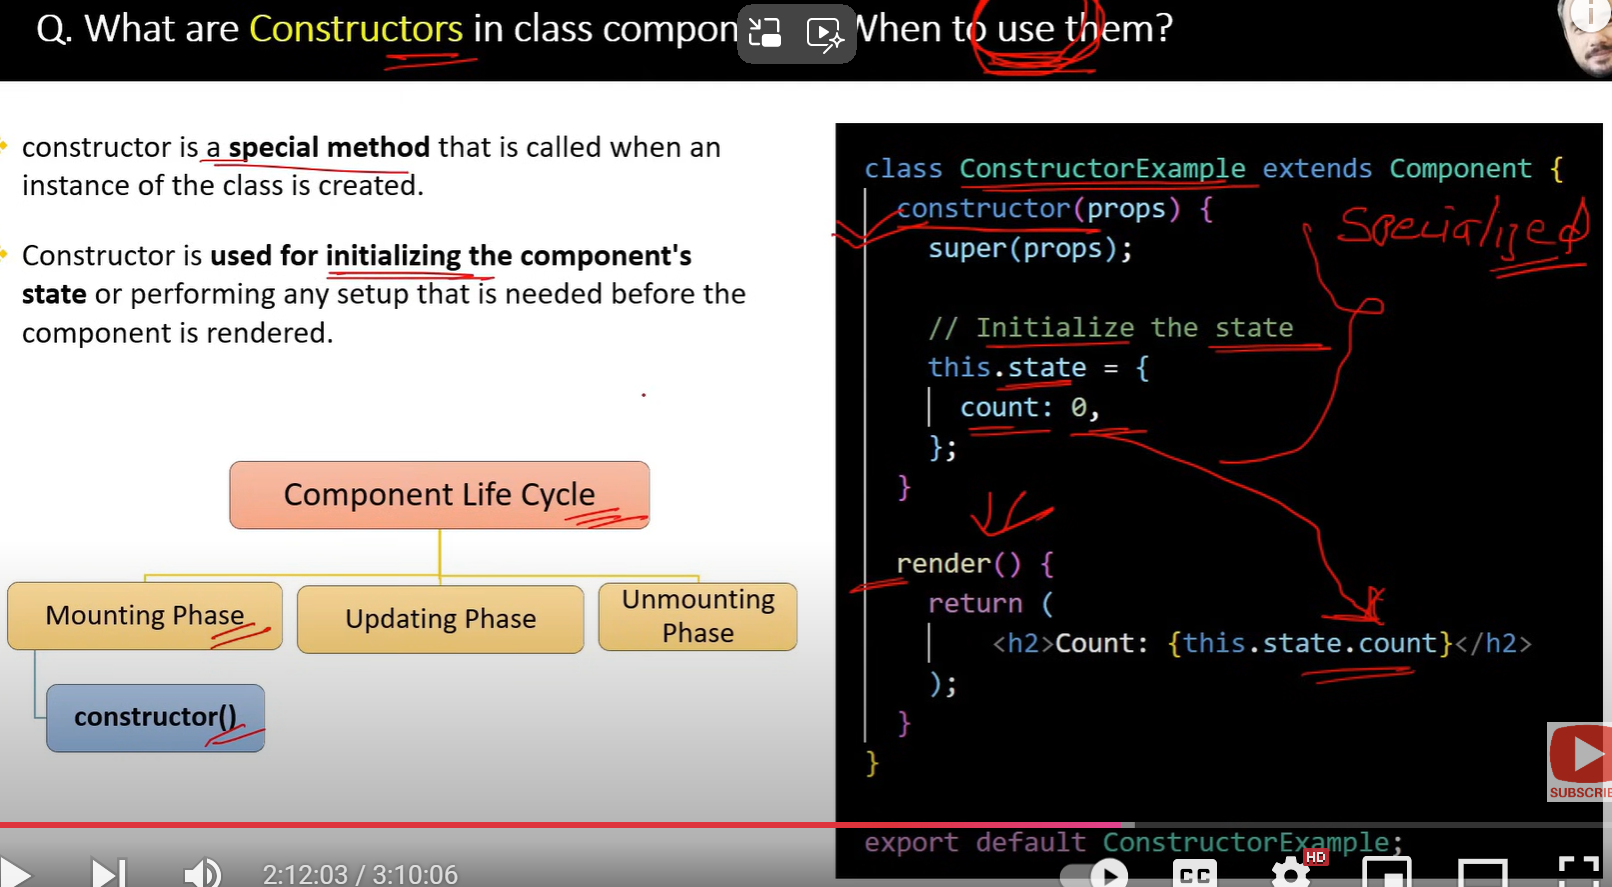 Q. What are Constructors in class compon When to use them?
constructor is a special method that is called when an
instance of the class is created.
Constructor is used for initializing the component's
state or performing any setup that is needed before the
component is rendered.
Component Life Cycle
Mounting Phase
Updating Phase
Unmounting
Phase
constructor()
class ConstructorExample extends Component {
constructor(props) {
super(props);
Specialized
// Initialize the state
this.state = {
count: 0,
};
}
render() {
return (
<h2>Count: {this.state.count}</h2>
);
}
}
export default ConstructorExample;
SUBSCRIBE
2:12:03 / 3:10:06
CC
HD